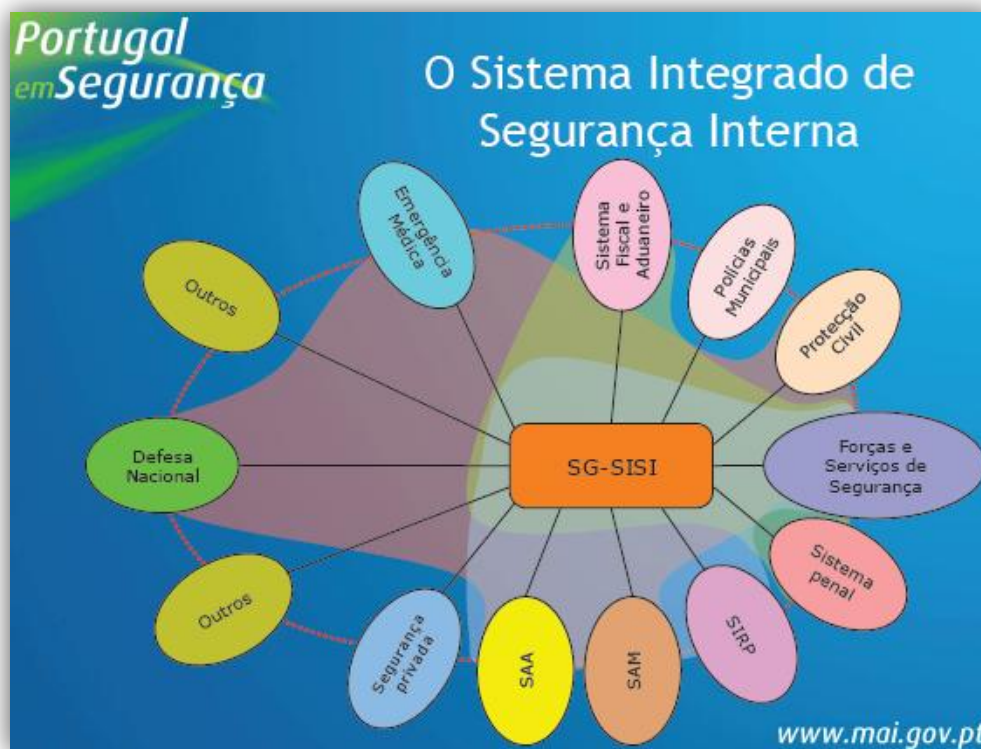 Portugal
emSegurança
O Sistema Integrado de
Segurança Interna
Emergência
Médica
Sistema
Fiscal e
Aduaneiro
Polícias
Municipais
Protecção
Civil
Outros
Defesa
Nacional
SG-SISI
Forças e
Serviços de
Segurança
Sistema
penal
Outros
Segurança
privada
SAA
SAM
SIRP
www.mai.gov.pt